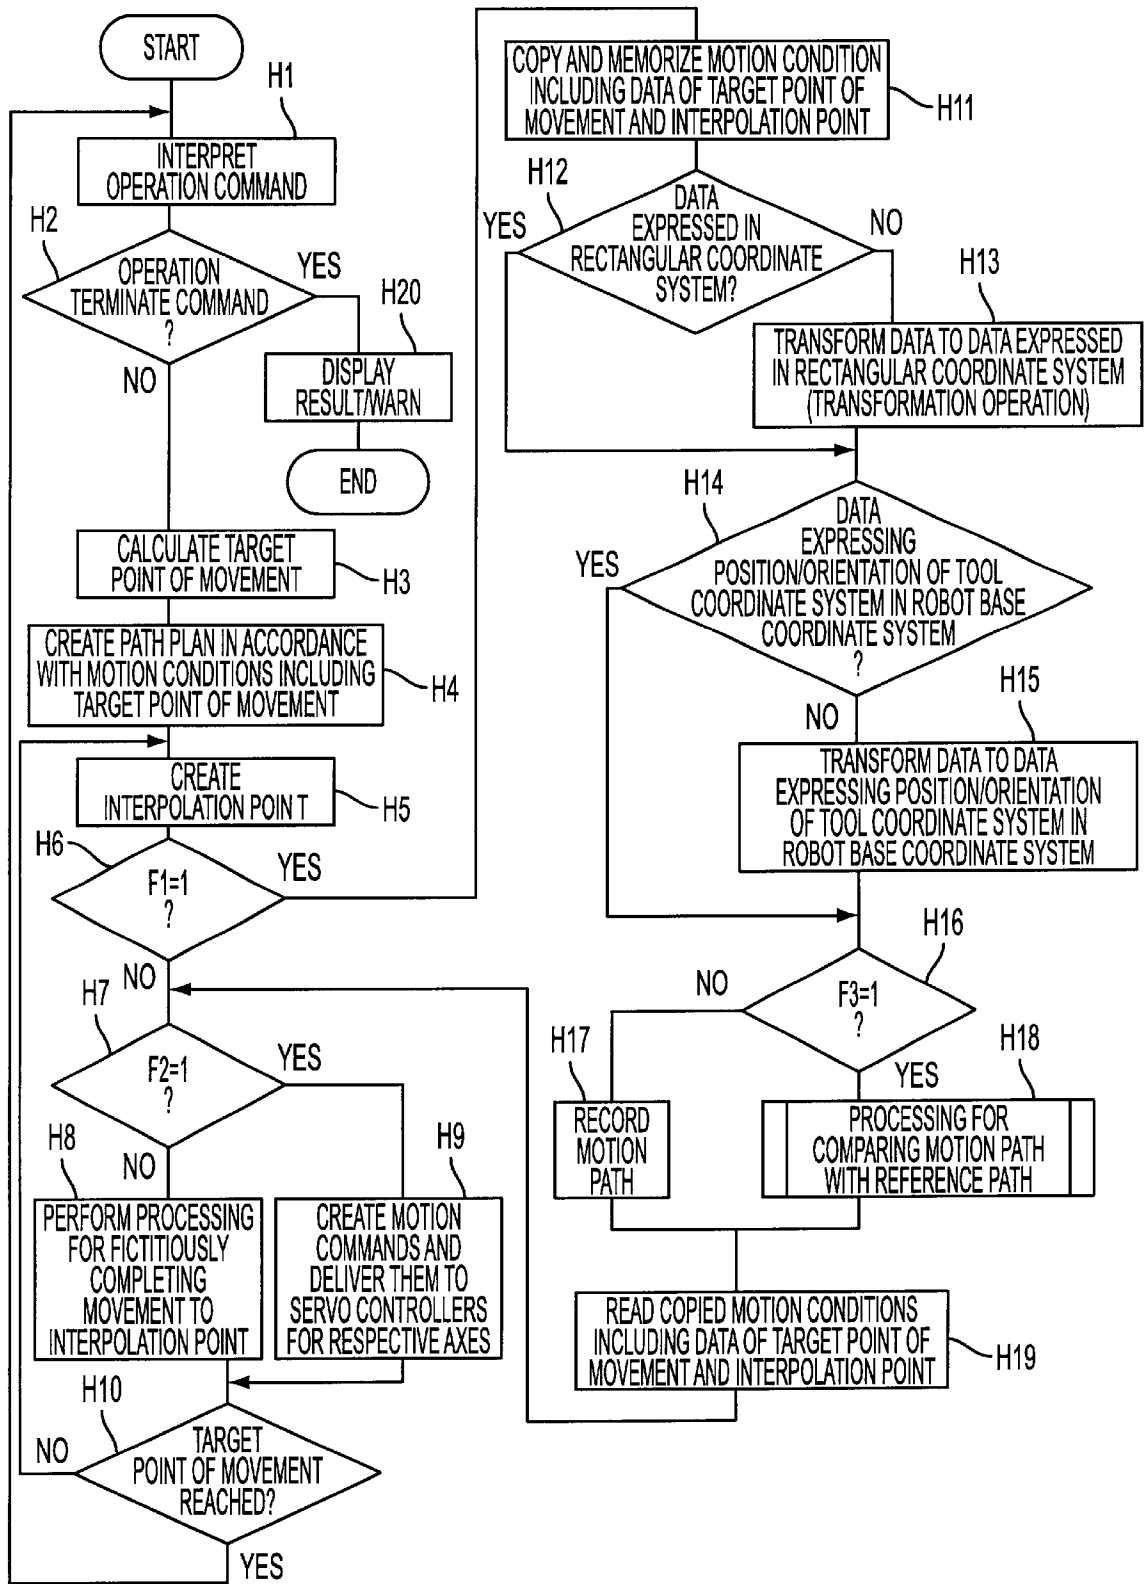 START
H1
INTERPRET
OPERATION COMMAND
H2
OPERATION
TERMINATE COMMAND
?
YES
NO
H20
DISPLAY
RESULT/WARN
END
CALCULATE TARGET
POINT OF MOVEMENT
H3
CREATE PATH PLAN IN ACCORDANCE
WITH MOTION CONDITIONS INCLUDING
TARGET POINT OF MOVEMENT
H4
CREATE
INTERPOLATION POIN T
H5
H6
F1=1
?
YES
NO
H7
F2=1
?
YES
NO
H8
PERFORM PROCESSING
FOR FICTITIOUSLY
COMPLETING
MOVEMENT TO
INTERPOLATION POINT
H9
CREATE MOTION
COMMANDS AND
DELIVER THEM TO
SERVO CONTROLLERS
FOR RESPECTIVE AXES
H10
TARGET
POINT OF MOVEMENT
REACHED?
NO
YES
COPY AND MEMORIZE MOTION CONDITION
INCLUDING DATA OF TARGET POINT OF
MOVEMENT AND INTERPOLATION POINT
H11
H12
DATA
EXPRESSED IN
RECTANGULAR COORDINATE
SYSTEM?
YES
NO
H13
TRANSFORM DATA TO DATA EXPRESSED
IN RECTANGULAR COORDINATE SYSTEM
(TRANSFORMATION OPERATION)
H14
DATA
EXPRESSING
POSITION/ORIENTATION OF TOOL
COORDINATE SYSTEM IN ROBOT BASE
COORDINATE SYSTEM
?
YES
NO
H15
TRANSFORM DATA TO DATA
EXPRESSING POSITION/ORIENTATION
OF TOOL COORDINATE SYSTEM IN
ROBOT BASE COORDINATE SYSTEM
H16
F3=1
?
NO
YES
H17
RECORD
MOTION
PATH
H18
PROCESSING FOR
COMPARING MOTION PATH
WITH REFERENCE PATH
READ COPIED MOTION CONDITIONS
INCLUDING DATA OF TARGET POINT OF
MOVEMENT AND INTERPOLATION POINT
H19